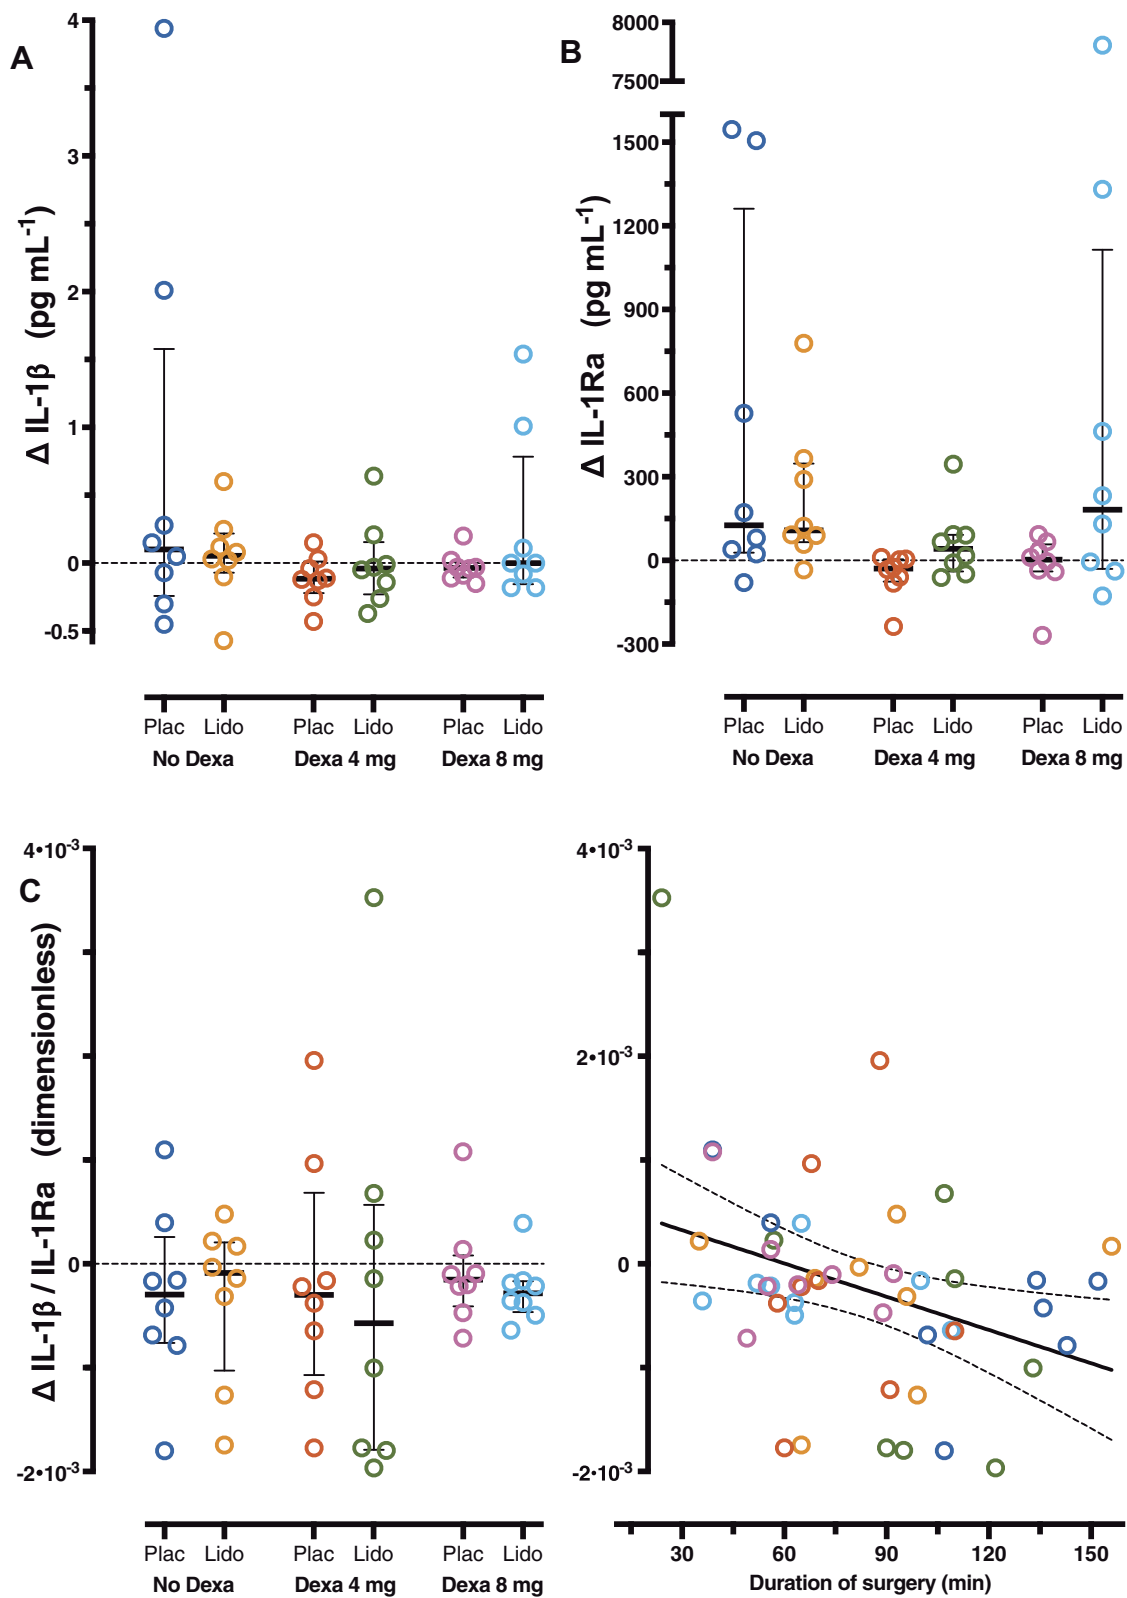 A
Δ IL-1β (pg mL-1)
4
3
2
1
0
-0.5
Plac Lido Plac Lido Plac Lido
No Dexa Dexa 4 mg Dexa 8 mg
B
Δ IL-1Ra (pg mL-1)
8000
7500
1500
1200
900
600
300
0
-300
Plac Lido Plac Lido Plac Lido
No Dexa Dexa 4 mg Dexa 8 mg
C
Δ IL-1β / IL-1Ra (dimensionless)
4•10-3
-2•10-3
Plac Lido Plac Lido Plac Lido
No Dexa Dexa 4 mg Dexa 8 mg
4•10-3
2•10-3
0
-2•10-3
30 60 90 120 150
Duration of surgery (min)